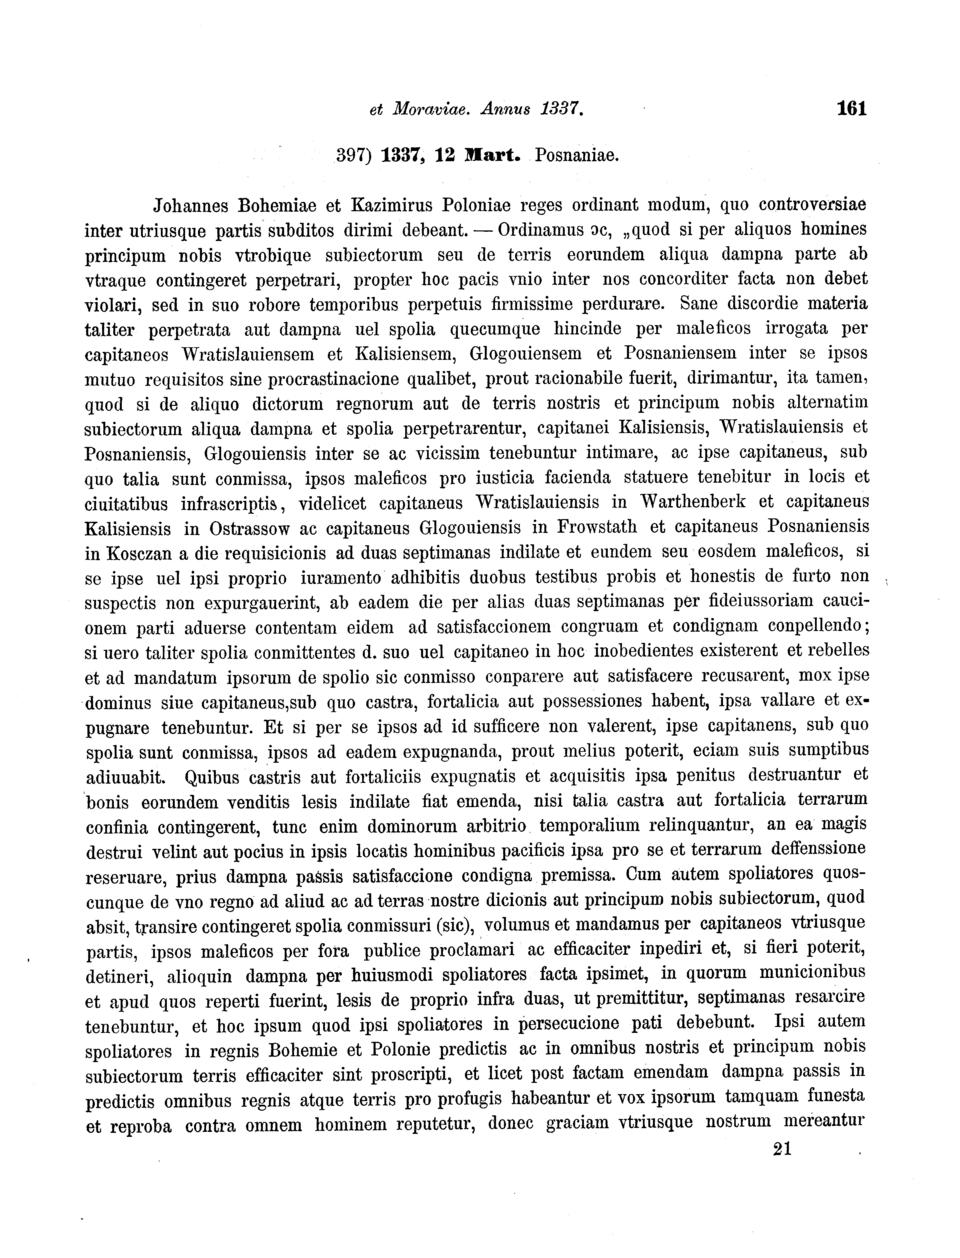 et Moraviae. Annus 1337. 161
397) 1337, 12 Mart. Posnaniae.
Johannes Bohemiae et Kazimirus Poloniae reges ordinant modum, quo controversiae
inter utriusque partis subditos dirimi debeant. — Ordinamus ɔc, „quod si per aliquos homines
principum nobis vtrobique subiectorum seu de terris eorundem aliqua dampna parte ab
vtraque contingeret perpetrari, propter hoc pacis vnio inter nos concorditer facta non debet
violari, sed in suo robore temporibus perpetuis firmissime perdurare. Sane discordie materia
taliter perpetrata aut dampna uel spolia quecumque hincinde per maleficos irrogata per
capitaneos Wratislauiensem et Kalisiensem, Glogouiensem et Posnaniensem inter se ipsos
mutuo requisitos sine procrastinacione qualibet, prout racionabile fuerit, dirimantur, ita tamen,
quod si de aliquo dictorum regnorum aut de terris nostris et principum nobis alternatim
subiectorum aliqua dampna et spolia perpetrarentur, capitanei Kalisiensis, Wratislauiensis et
Posnaniensis, Glogouiensis inter se ac vicissim tenebuntur intimare, ac ipse capitaneus, sub
quo talia sunt conmissa, ipsos maleficos pro iusticia facienda statuere tenebitur in locis et
ciuitatibus infrascriptis, videlicet capitaneus Wratislauiensis in Warthenberk et capitaneus
Kalisiensis in Ostrassow ac capitaneus Glogouiensis in Frowstath et capitaneus Posnaniensis
in Kosczan a die requisicionis ad duas septimanas indilate et eundem seu eosdem maleficos, si
se ipse uel ipsi proprio iuramento adhibitis duobus testibus probis et honestis de furto non
suspectis non expurgauerint, ab eadem die per alias duas septimanas per fideiussoriam cauci-
onem parti aduerse contentam eidem ad satisfaccionem congruam et condignam conpellendo;
si uero taliter spolia conmittentes d. suo uel capitaneo in hoc inobedientes existerent et rebelles
et ad mandatum ipsorum de spolio sic conmisso conparere aut satisfacere recusarent, mox ipse
dominus siue capitaneus,sub quo castra, fortalicia aut possessiones habent, ipsa vallare et ex-
pugnare tenebuntur. Et si per se ipsos ad id sufficere non valerent, ipse capitanens, sub quo
spolia sunt conmissa, ipsos ad eadem expugnanda, prout melius poterit, eciam suis sumptibus
adiuuabit. Quibus castris aut fortaliciis expugnatis et acquisitis ipsa penitus destruantur et
bonis eorundem venditis lesis indilate fiat emenda, nisi talia castra aut fortalicia terrarum
confinia contingerent, tunc enim dominorum arbitrio temporalium relinquantur, an ea magis
destrui velint aut pocius in ipsis locatis hominibus pacificis ipsa pro se et terrarum deffenssione
reseruare, prius dampna passis satisfaccione condigna premissa. Cum autem spoliatores quos-
cunque de vno regno ad aliud ac ad terras nostre dicionis aut principum nobis subiectorum, quod
absit, transire contingeret spolia conmissuri (sic), volumus et mandamus per capitaneos vtriusque
partis, ipsos maleficos per fora publice proclamari ac efficaciter inpediri et, si fieri poterit,
detineri, alioquin dampna per huiusmodi spoliatores facta ipsimet, in quorum municionibus
et apud quos reperti fuerint, lesis de proprio infra duas, ut premittitur, septimanas resarcire
tenebuntur, et hoc ipsum quod ipsi spoliatores in persecucione pati debebunt. Ipsi autem
spoliatores in regnis Bohemie et Polonie predictis ac in omnibus nostris et principum nobis
subiectorum terris efficaciter sint proscripti, et licet post factam emendam dampna passis in
predictis omnibus regnis atque terris pro profugis habeantur et vox ipsorum tamquam funesta
et reproba contra omnem hominem reputetur, donec graciam vtriusque nostrum mereantur
21